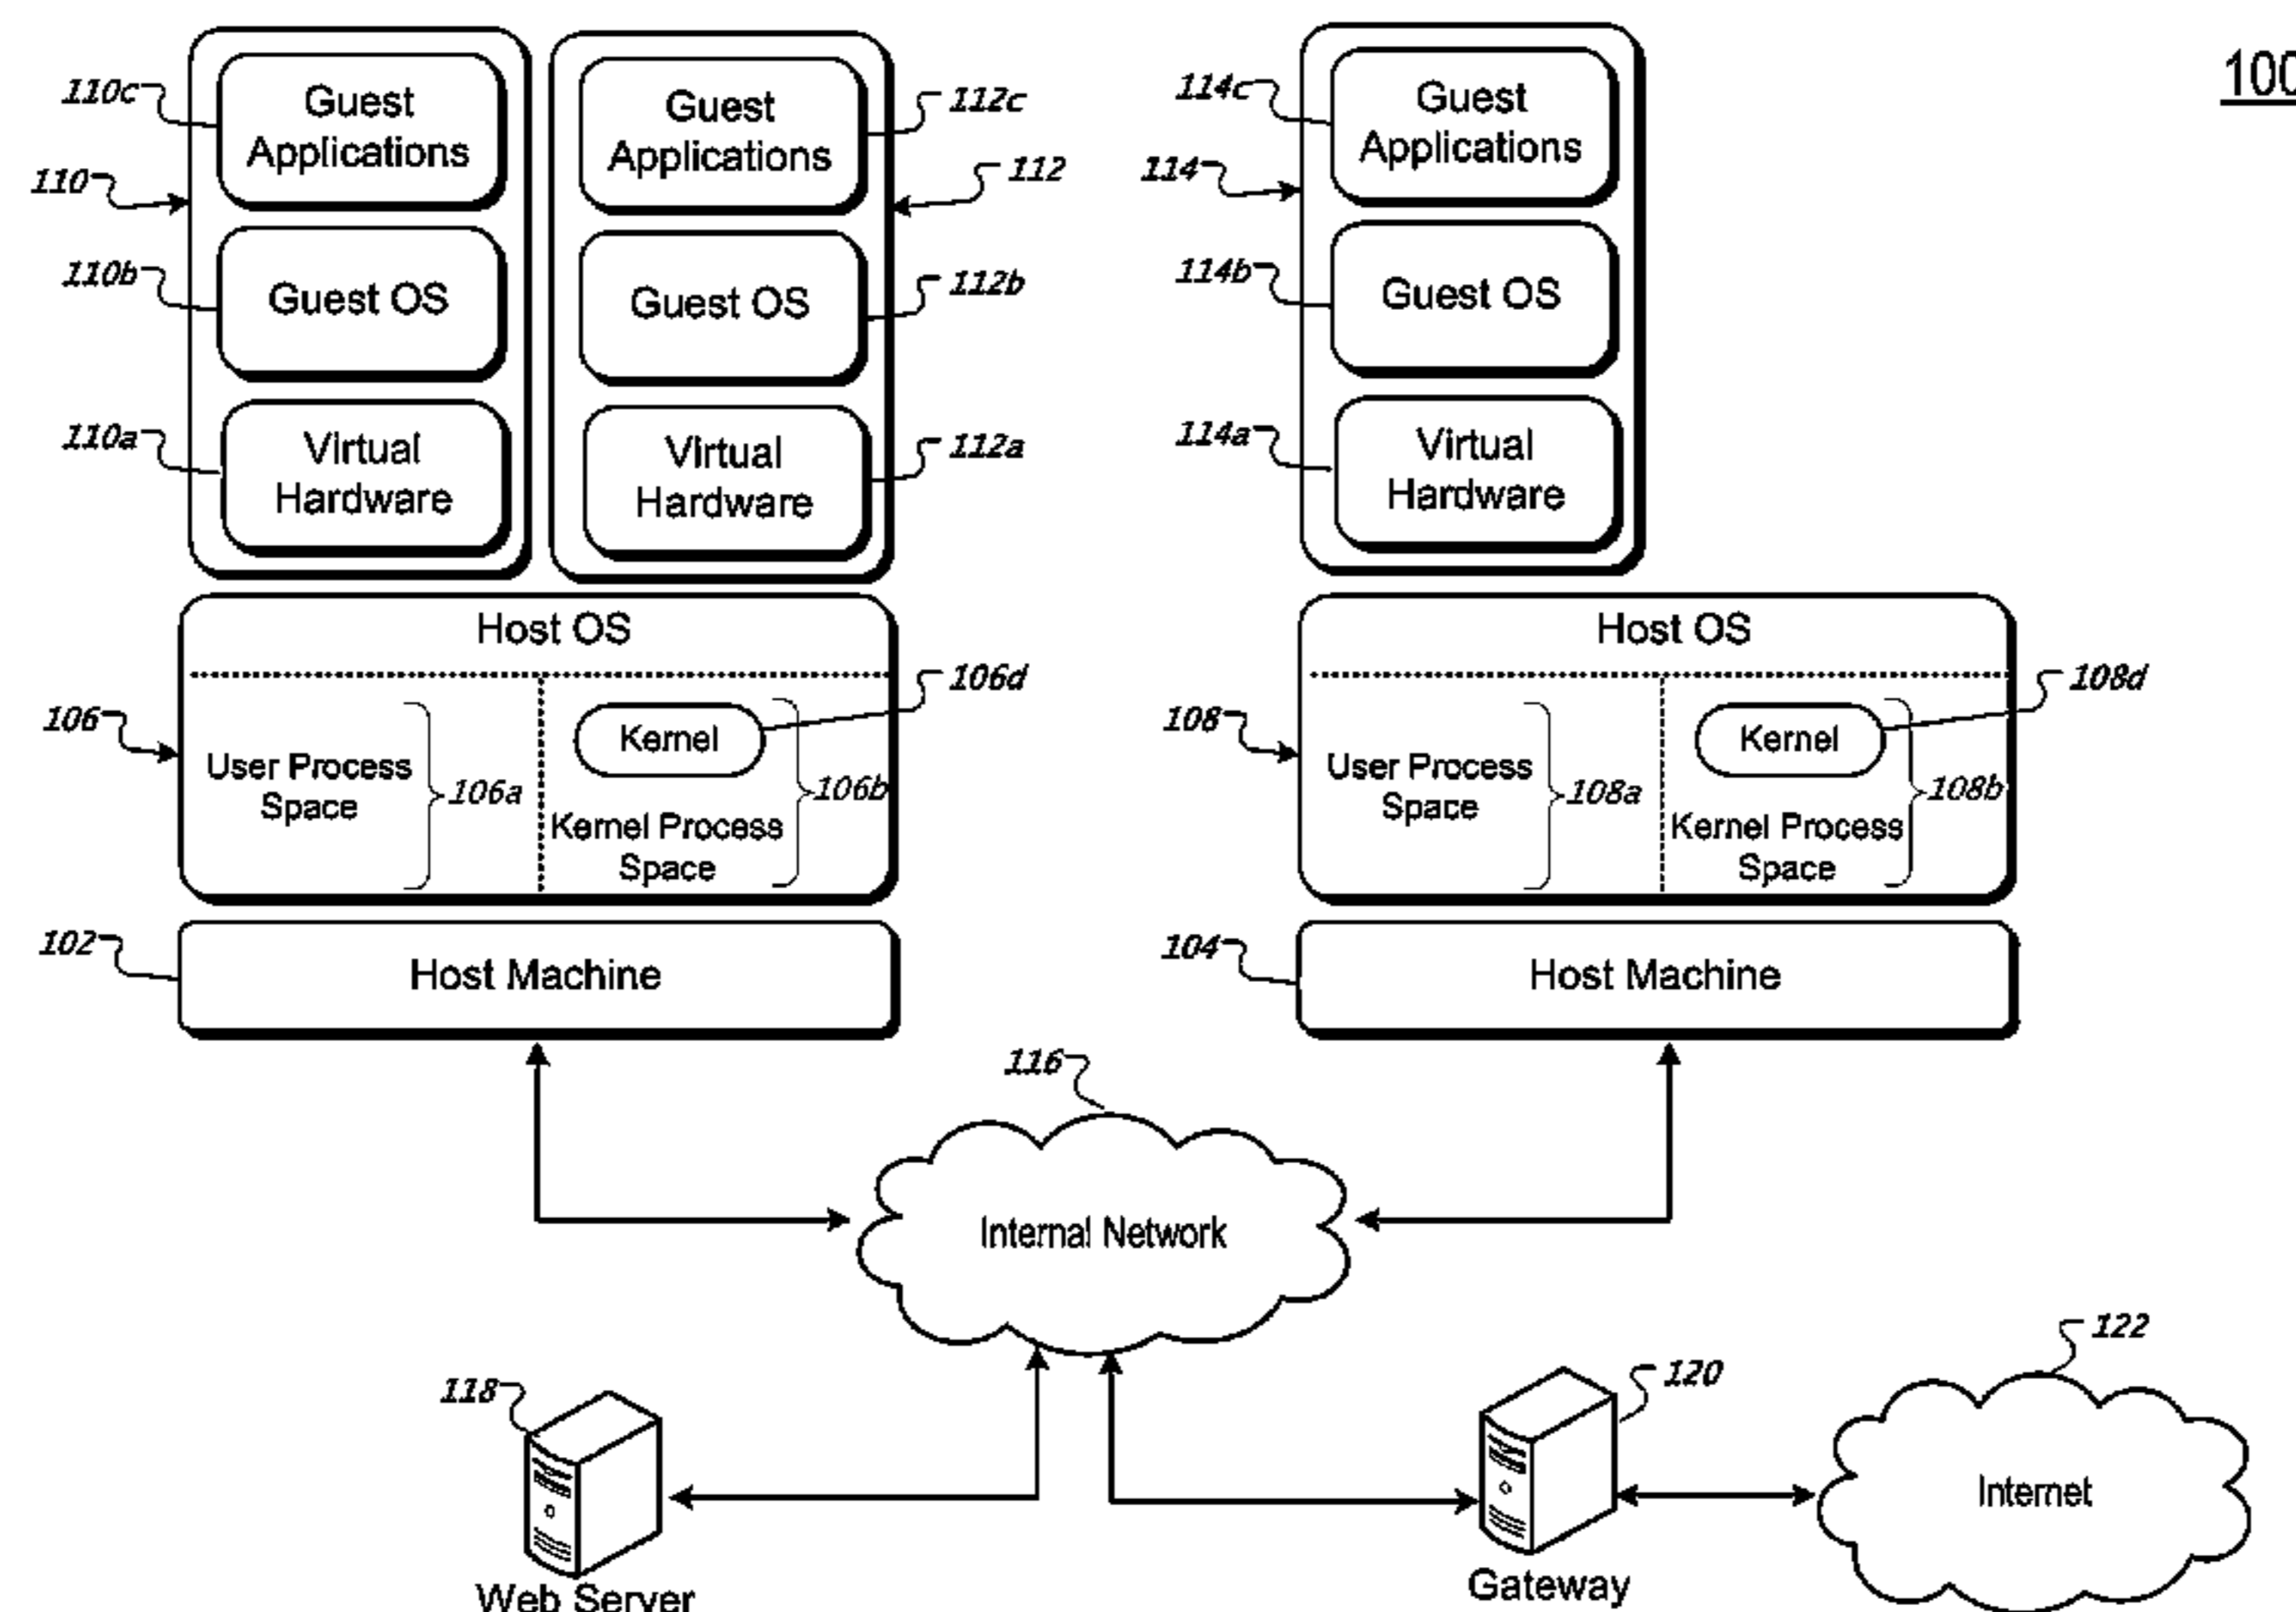 100
110c
Guest
Applications
110
110b
Guest OS
110a
Virtual
Hardware
Guest
Applications
112c
112
Guest OS
112b
Virtual
Hardware
112a
114c
Guest
Applications
114
114b
Guest OS
114a
Virtual
Hardware
Host OS
106
User Process
Space
106a
Kernel
106d
106b
Kernel Process
Space
Host OS
108
User Process
Space
108a
Kernel
108d
108b
Kernel Process
Space
102
Host Machine
104
Host Machine
116
Internal Network
118
Web Server
120
Gateway
122
Internet